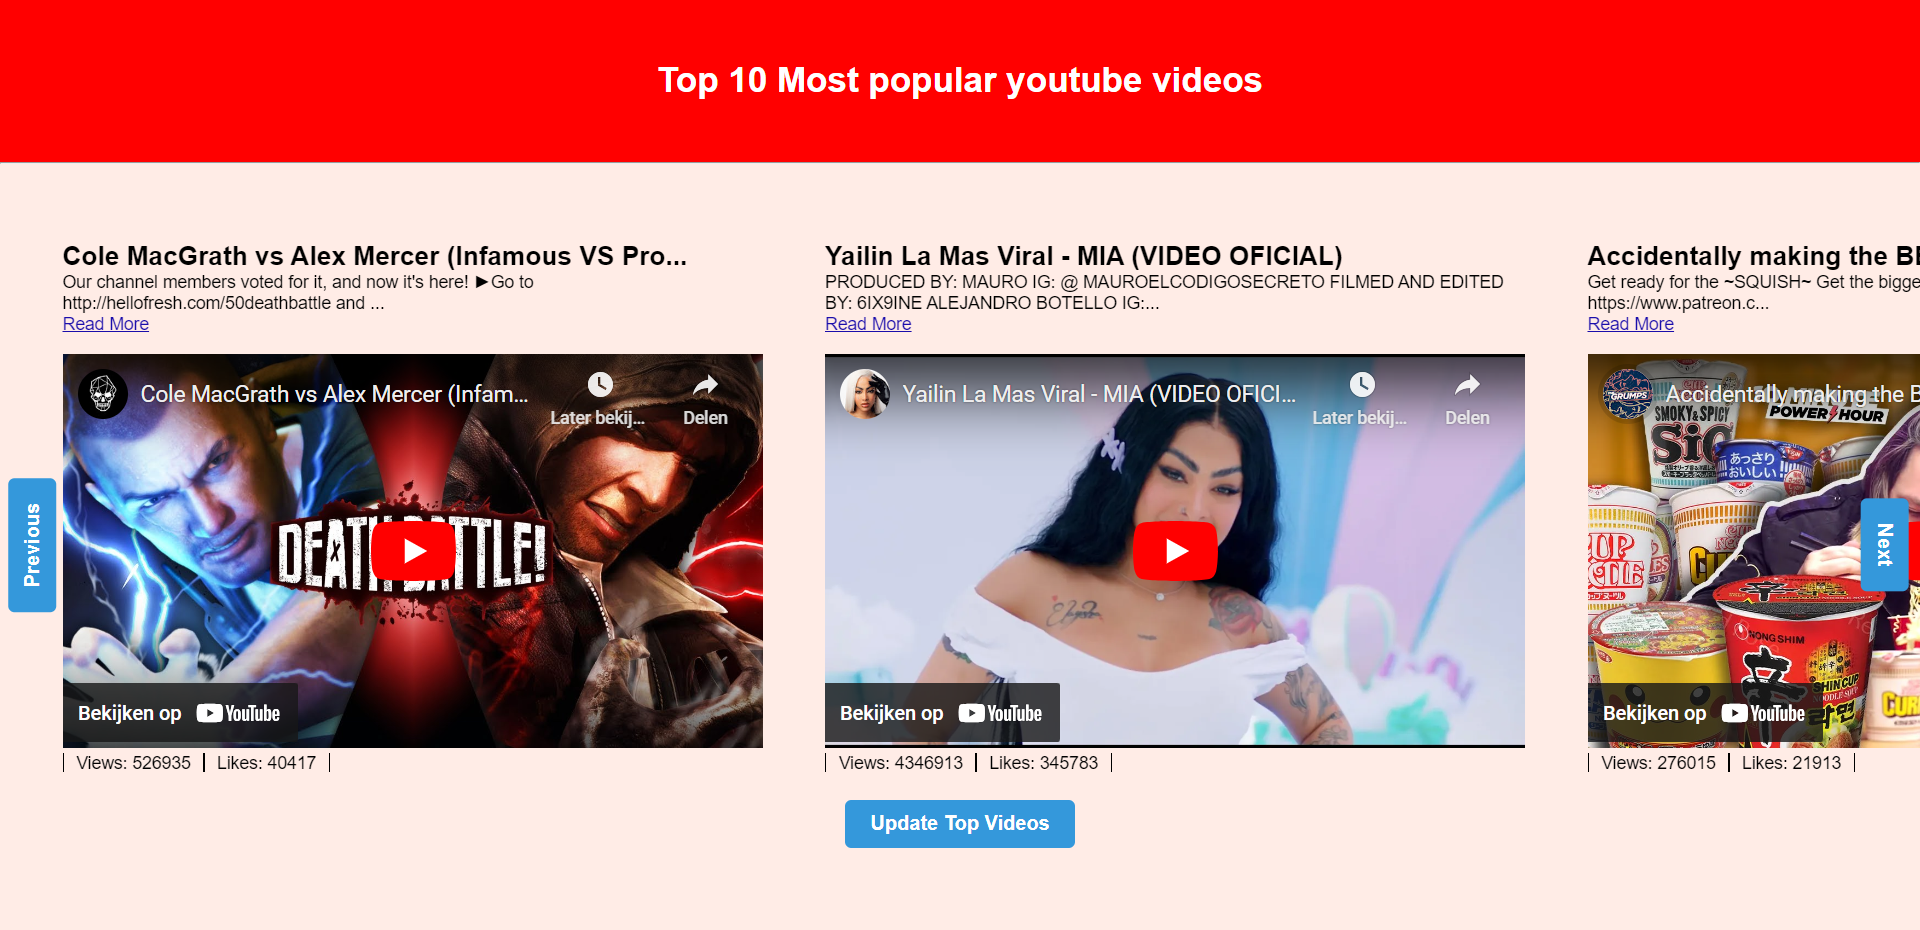 Top 10 Most popular youtube videos
Cole MacGrath vs Alex Mercer (Infamous VS Pro...
Our channel members voted for it, and now it's here! ►Go to
http://hellofresh.com/50deathbattle and ...
Read More
Cole MacGrath vs Alex Mercer (Infam...
Later bekij...
Delen
DEATH BATTLE!
Bekijken op YouTube
Views: 526935
Likes: 40417
Yailin La Mas Viral - MIA (VIDEO OFICIAL)
PRODUCED BY: MAURO IG: @ MAUROELCODIGOSECRETO FILMED AND EDITED
BY: 6IX9INE ALEJANDRO BOTELLO IG:...
Read More
Yailin La Mas Viral - MIA (VIDEO OFICI...
Later bekij...
Delen
Bekijken op YouTube
Views: 4346913
Likes: 345783
Accidentally making the BE
Get ready for the ~SQUISH~ Get the bigge
https://www.patreon.c...
Read More
Accidentally making the B
GRUMPS
POWER HOUR
SMOKY&SPICY
あっさり
おいしい
NONG SHIM
辛
SHIN CUP
NOODLE SOUP
라면
Bekijken op YouTube
Views: 276015
Likes: 21913
Previous
Next
Update Top Videos